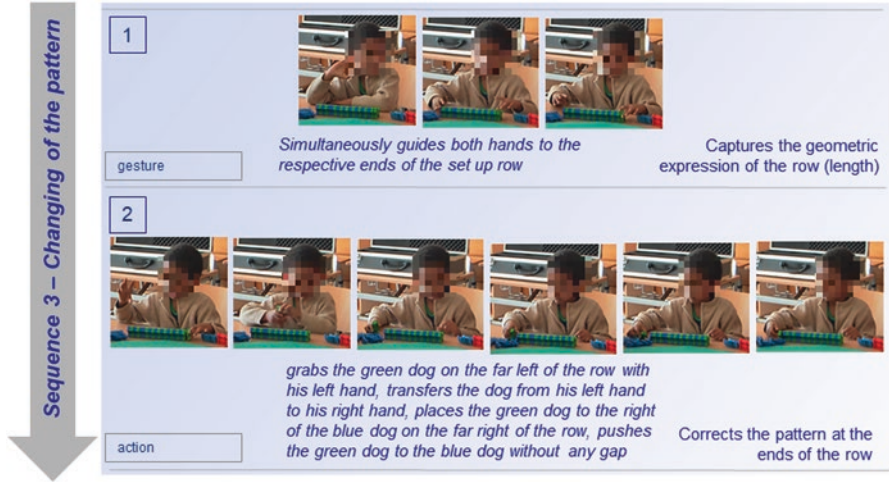 Sequence 3 – Changing of the pattern
1
Simultaneously guides both hands to the
respective ends of the set up row
Captures the geometric
expression of the row (length)
gesture
2
grabs the green dog on the far left of the row with
his left hand, transfers the dog from his left hand
to his right hand, places the green dog to the right
of the blue dog on the far right of the row, pushes
the green dog to the blue dog without any gap
Corrects the pattern at the
ends of the row
action